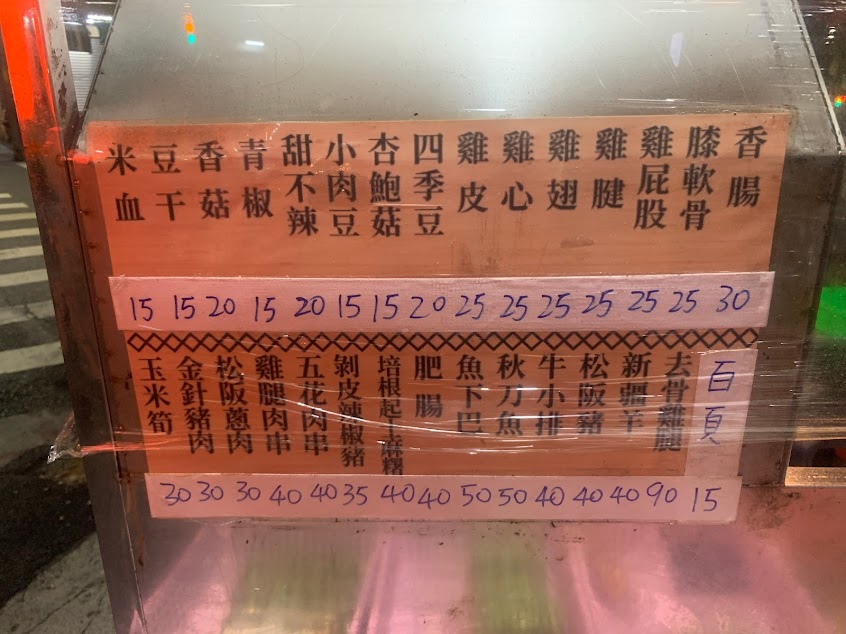 香腸
膝軟骨
雞屁股
雞腱
雞翅
雞心
雞皮
四季豆
杏鮑菇
小肉豆
甜不辣
青椒
香菇
豆干
米血
15 15 20 15 20 15 15 20 25 25 25 25 25 25 30
百頁
去骨雞腿
新疆羊
松阪豬
牛小排
秋刀魚
魚下巴
肥腸
培根起士麻糬
剝皮辣椒豬
五花肉串
雞腿肉串
松阪蔥肉
金針豬肉
玉米筍
30 30 30 40 40 35 40 40 50 50 40 40 40 90 15